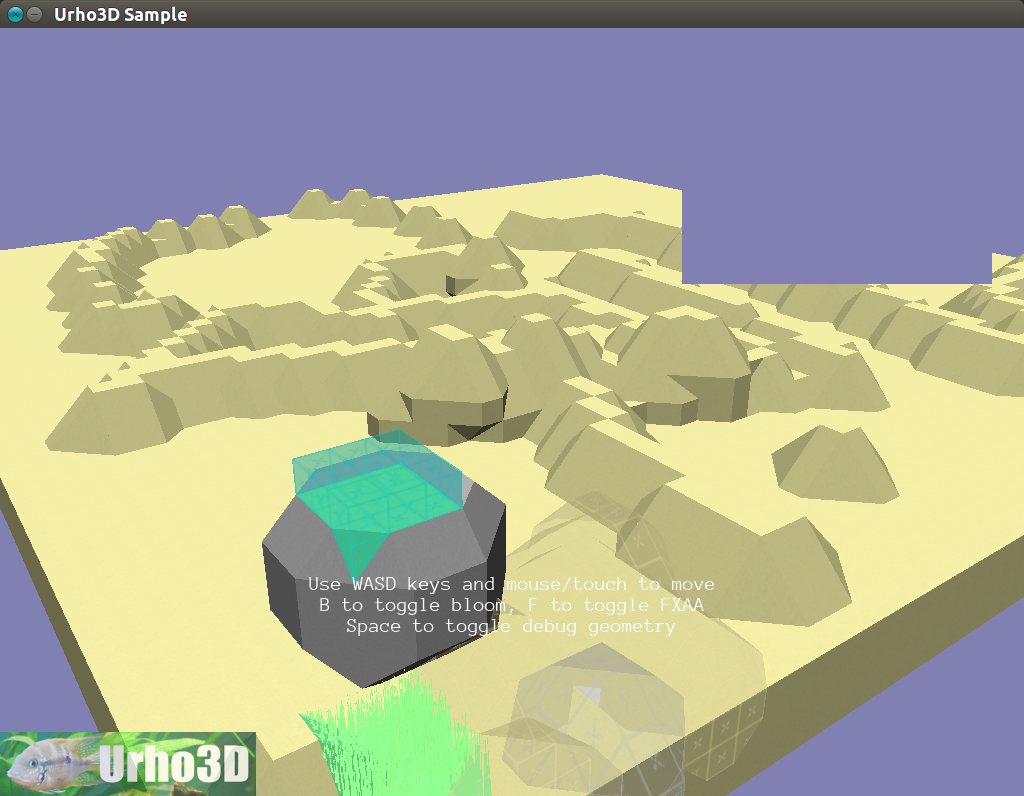 Urho3D Sample
Use WASD keys and mouse/touch to move
B to toggle bloom, F to toggle FXAA
Space to toggle debug geometry
Urho3D